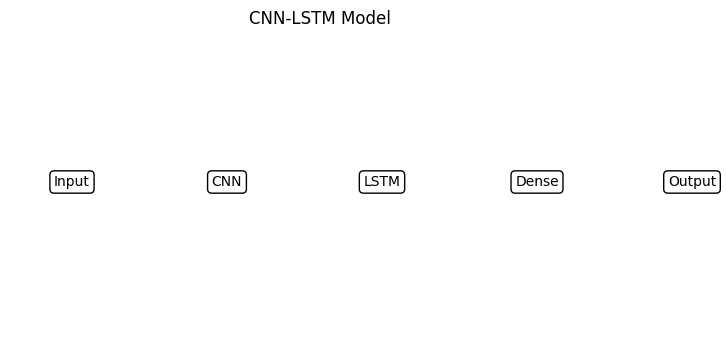 CNN-LSTM Model
Input CNN LSTM Dense Output